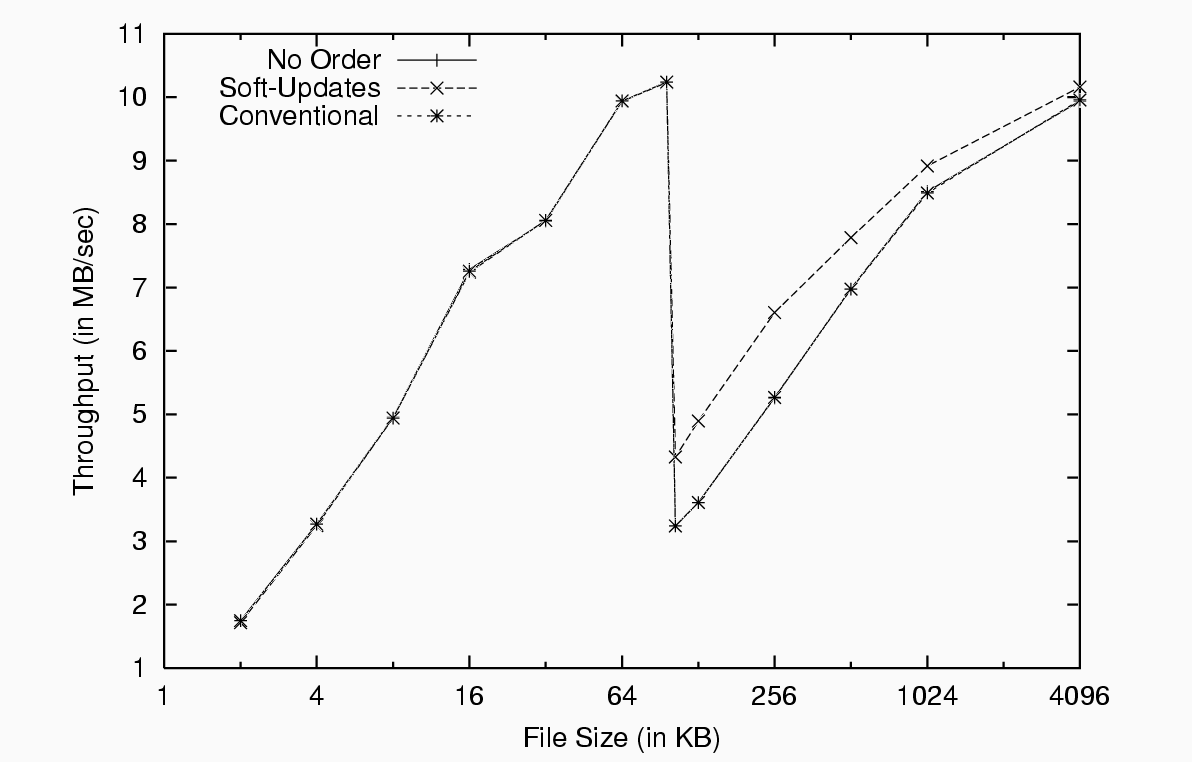 11
10
9
8
7
6
5
4
3
2
1
Throughput (in MB/sec)
No Order
Soft-Updates
Conventional
1 4 16 64 256 1024 4096
File Size (in KB)